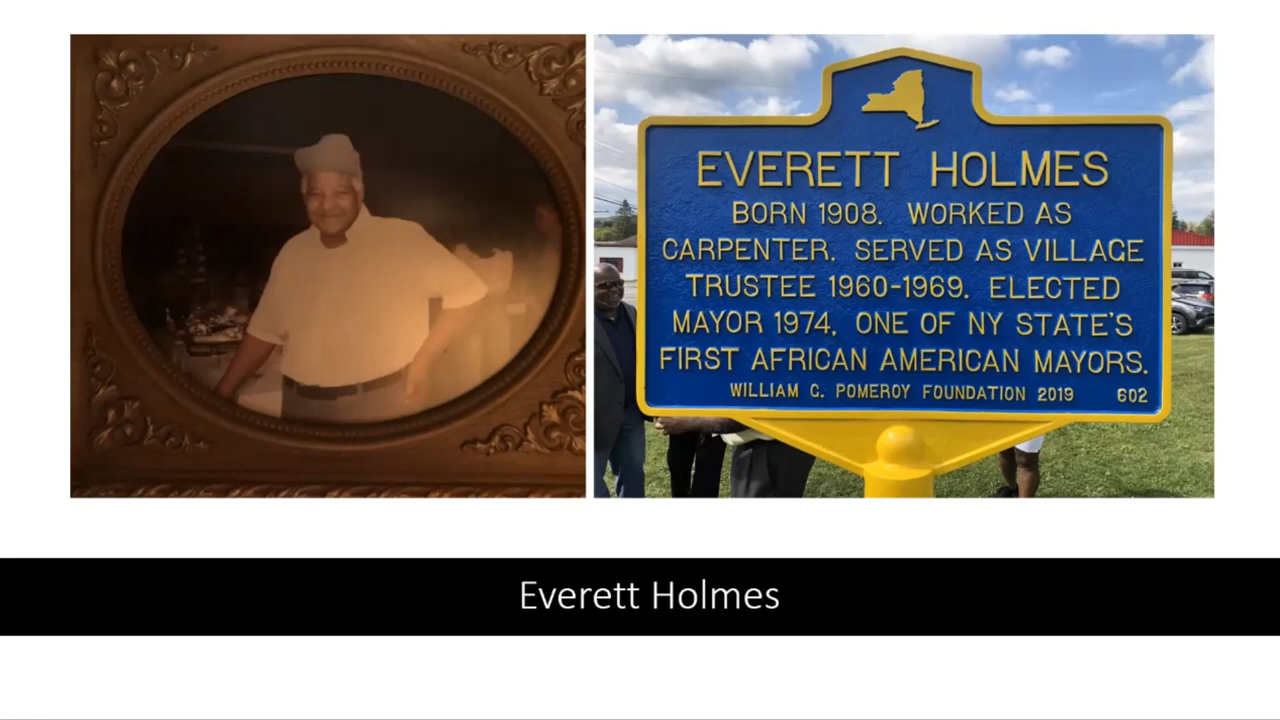 EVERETT HOLMES
BORN 1908. WORKED AS
CARPENTER. SERVED AS VILLAGE
TRUSTEE 1960-1969. ELECTED
MAYOR 1974, ONE OF NY STATE'S
FIRST AFRICAN AMERICAN MAYORS.
WILLIAM G. POMEROY FOUNDATION 2019 602
Everett Holmes